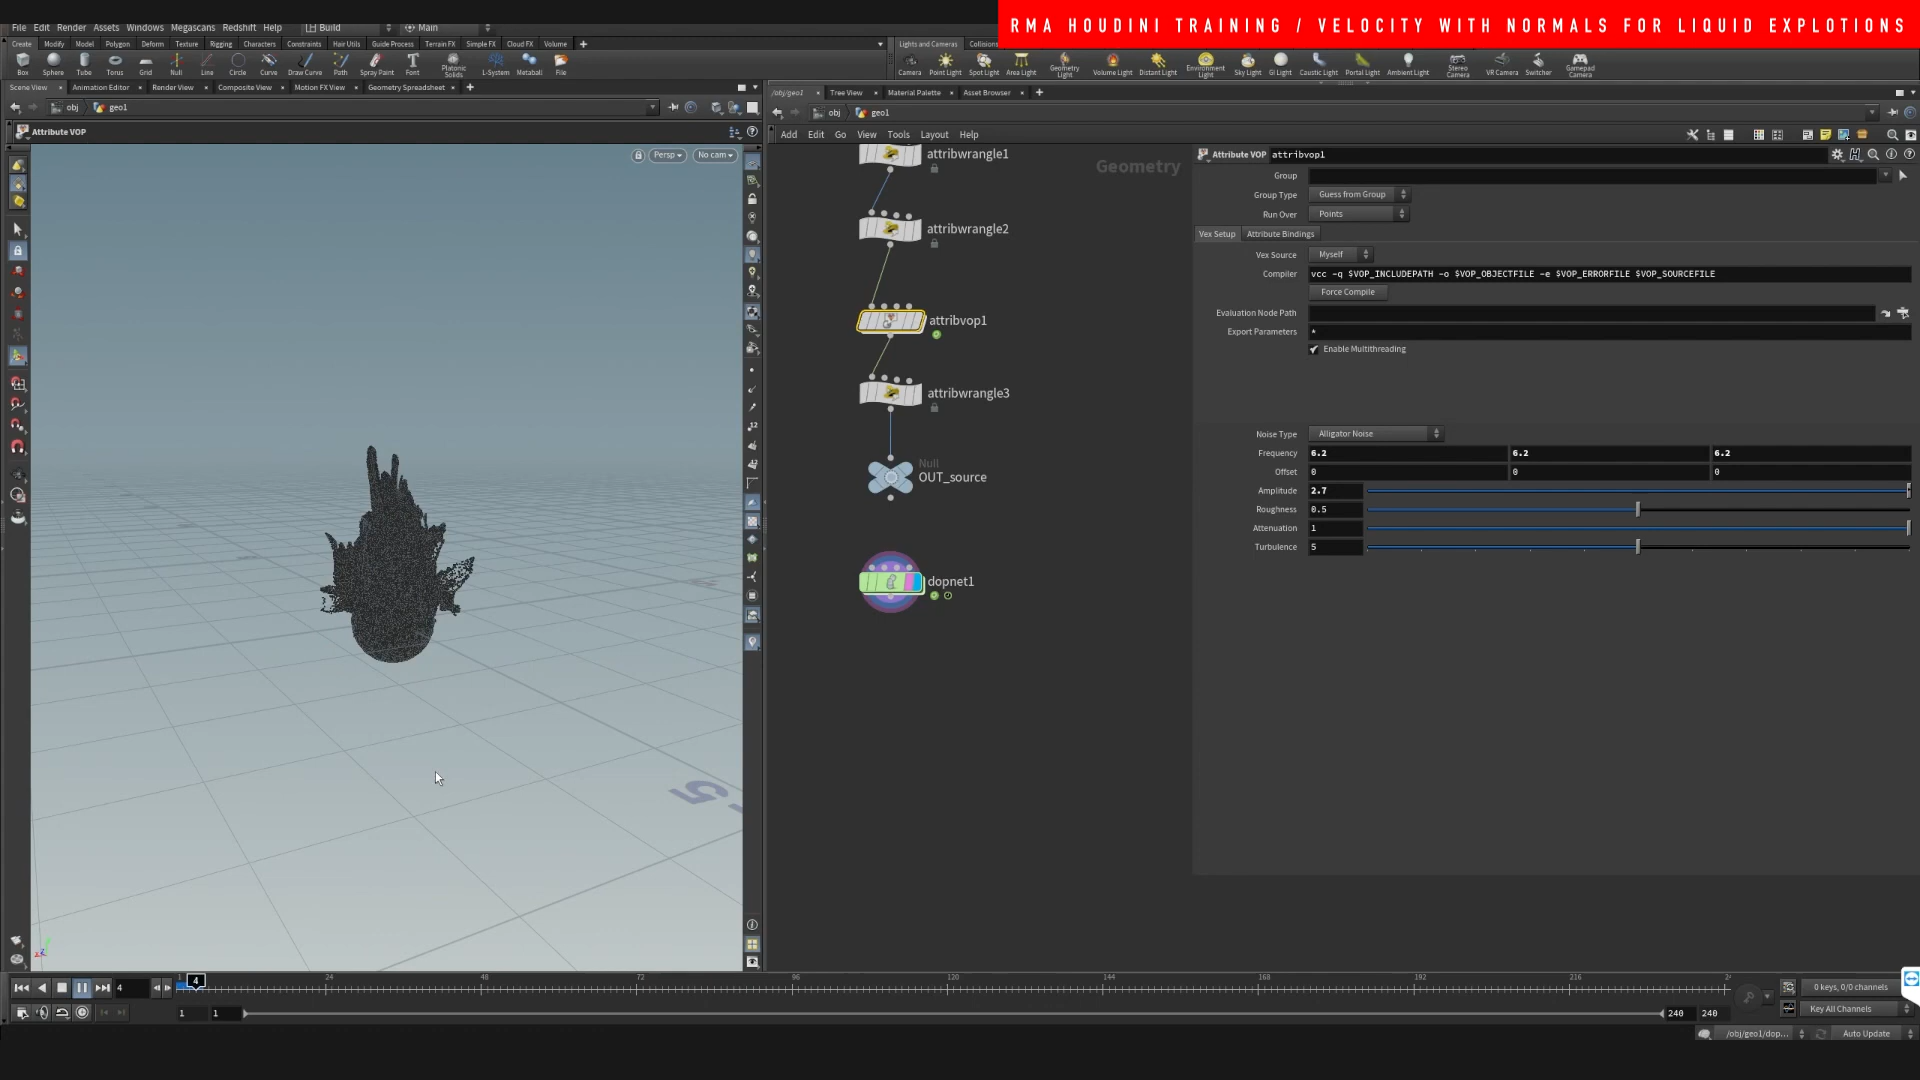 RMA HOUDINI TRAINING / VELOCITY WITH NORMALS FOR LIQUID EXPLOTIONS
File Edit Render Assets Windows Megascans Redshift Help Build Main
Create Modify Model Polygon Deform Texture Rigging Characters Constraints Hair Utils Guide Process Terrain FX Simple FX Cloud FX Volume
Lights and Cameras Collisions
Box Sphere Tube Torus Grid Null Line Circle Curve Draw Curve Path Spray Paint Font Platonic Solids L-System Metaball File
Camera Point Light Spot Light Area Light Geometry Light Volume Light Distant Light Environment Light Sky Light GI Light Caustic Light Portal Light Ambient Light Stereo Camera VR Camera Switcher Gamepad Camera
Scene View Animation Editor Render View Composite View Motion FX View Geometry Spreadsheet
/obj/geo1 Tree View Material Palette Asset Browser
obj geo1
obj geo1
Attribute VOP
Add Edit Go View Tools Layout Help
Persp No cam
Geometry
attribwrangle1
attribwrangle2
attribvop1
attribwrangle3
Null
OUT_source
dopnet1
Attribute VOP attribvop1
Group
Group Type Guess from Group
Run Over Points
Vex Setup Attribute Bindings
Vex Source Myself
Compiler vcc -q $VOP_INCLUDEPATH -o $VOP_OBJECTFILE -e $VOP_ERRORFILE $VOP_SOURCEFILE
Force Compile
Evaluation Node Path
Export Parameters *
Enable Multithreading
Noise Type Alligator Noise
Frequency 6.2 6.2 6.2
Offset 0 0 0
Amplitude 2.7
Roughness 0.5
Attenuation 1
Turbulence 5
5
4 1 4 24 48 72 96 120 144 168 192 216
0 keys, 0/0 channels
1 1 240 240 Key All Channels
/obj/geo1/dop... Auto Update